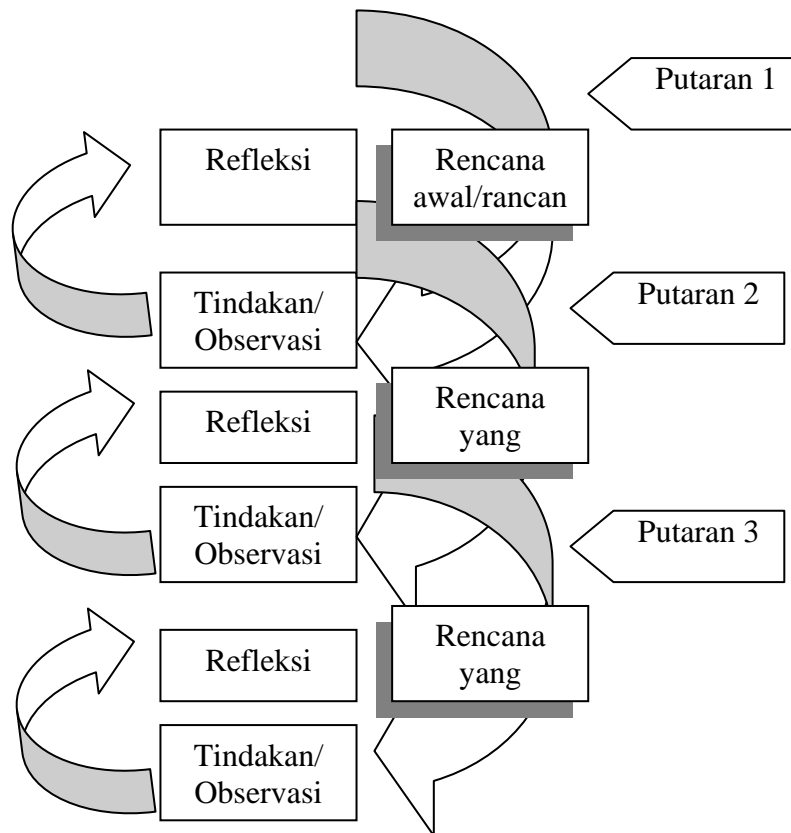 Putaran 1
Refleksi
Rencana
awal/rancan
Tindakan/
Observasi
Putaran 2
Refleksi
Rencana
yang
Tindakan/
Observasi
Putaran 3
Refleksi
Rencana
yang
Tindakan/
Observasi